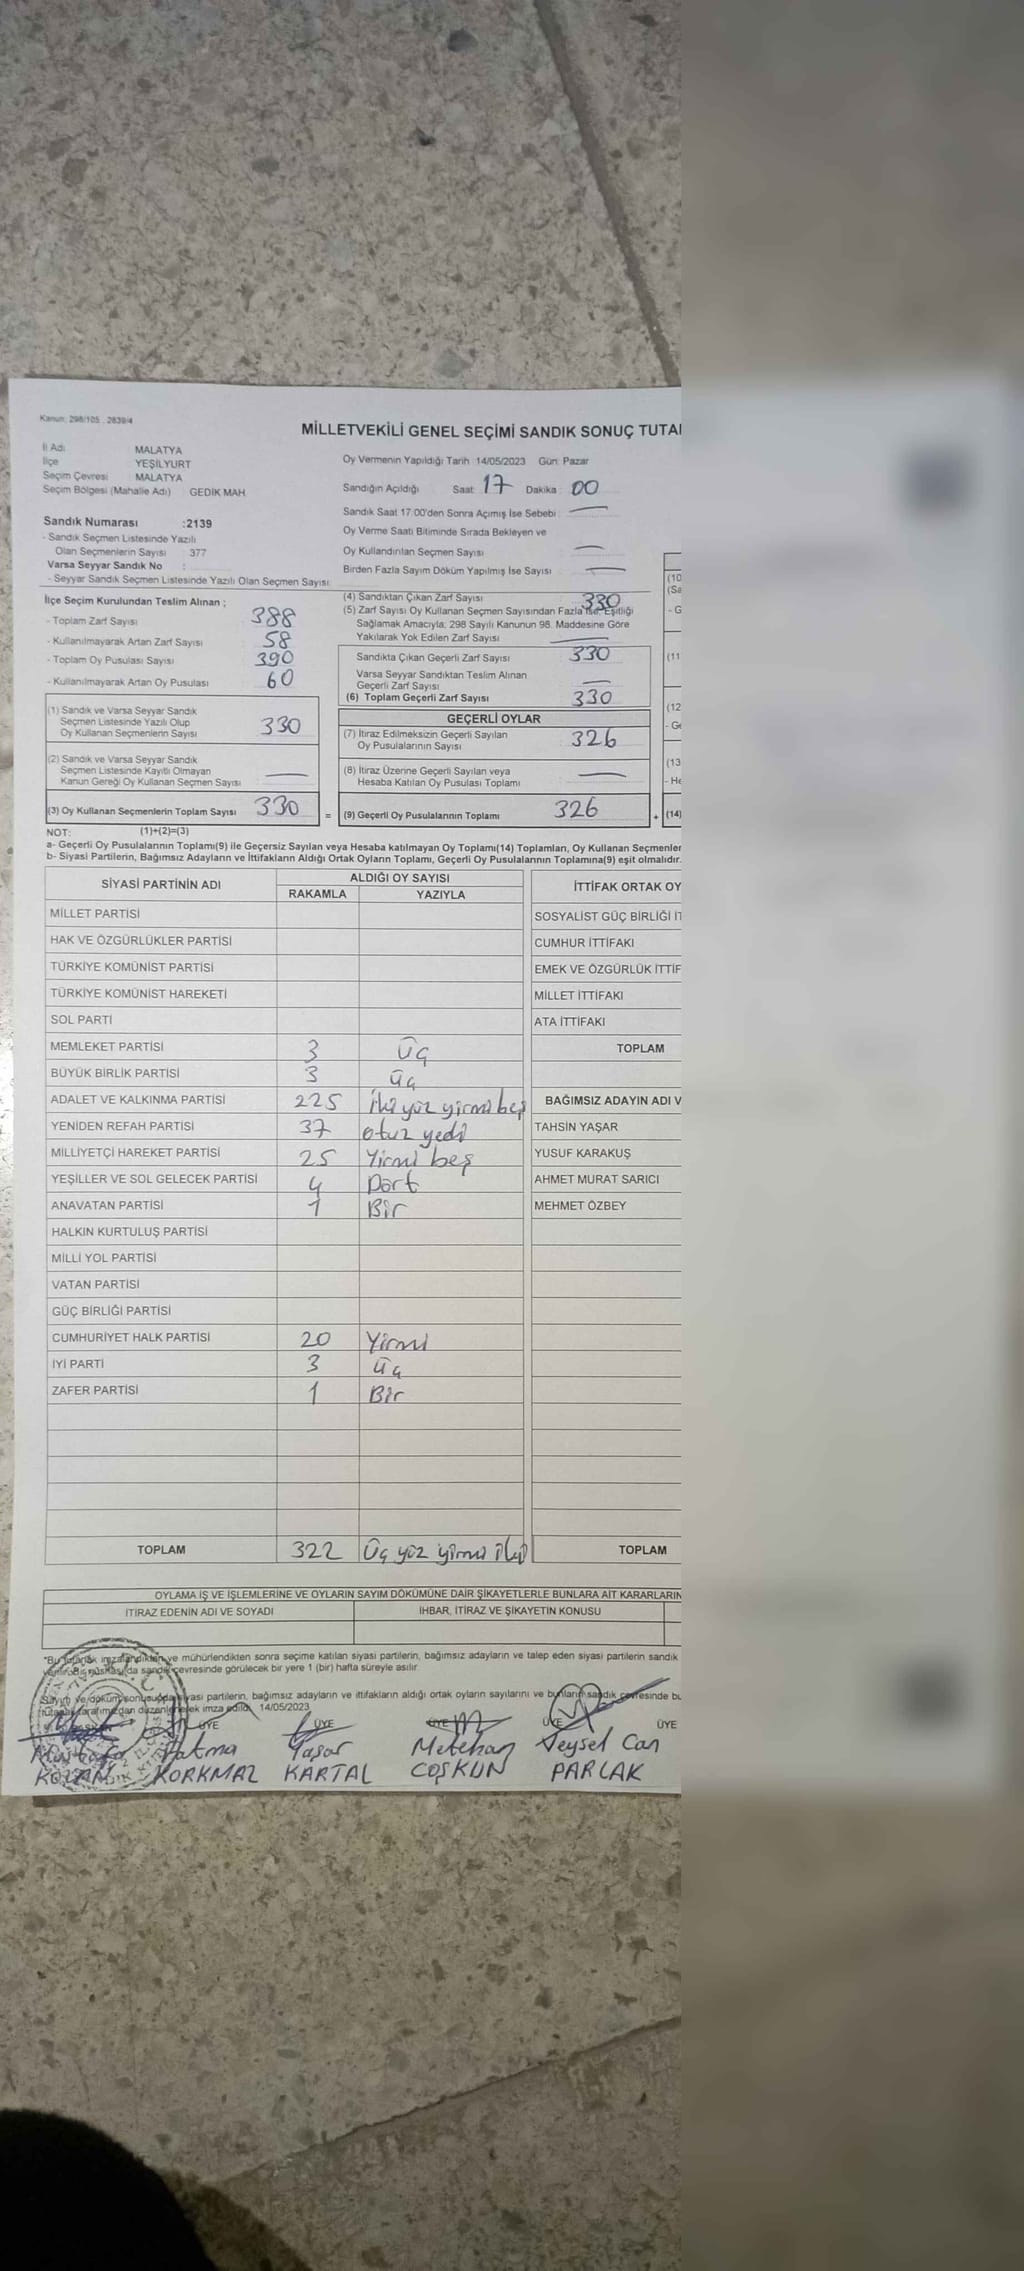 Kanun: 298/105 , 2839/4
MİLLETVEKİLİ GENEL SEÇİMİ SANDIK SONUÇ TUTA
İl Adı MALATYA
İlçe YEŞİLYURT
Seçim Çevresi MALATYA
Seçim Bölgesi (Mahalle Adı) GEDİK MAH.
Sandık Numarası :2139
- Sandık Seçmen Listesinde Yazılı
Olan Seçmenlerin Sayısı : 377
Varsa Seyyar Sandık No :
- Seyyar Sandık Seçmen Listesinde Yazılı Olan Seçmen Sayısı:
İlçe Seçim Kurulundan Teslim Alınan ;
- Toplam Zarf Sayısı 388
- Kullanılmayarak Artan Zarf Sayısı 58
- Toplam Oy Pusulası Sayısı 390
- Kullanılmayarak Artan Oy Pusulası 60
(1) Sandık ve Varsa Seyyar Sandık
Seçmen Listesinde Yazılı Olup
Oy Kullanan Seçmenlerin Sayısı 330
(2) Sandık ve Varsa Seyyar Sandık
Seçmen Listesinde Kayıtlı Olmayan
Kanun Gereği Oy Kullanan Seçmen Sayısı —
(3) Oy Kullanan Seçmenlerin Toplam Sayısı 330 =
Oy Vermenin Yapıldığı Tarih :14/05/2023 Gün: Pazar
Sandığın Açıldığı Saat 17 Dakika 00
Sandık Saat 17:00'den Sonra Açımış İse Sebebi: —
Oy Verme Saati Bitiminde Sırada Bekleyen ve
Oy Kullandırılan Seçmen Sayısı —
Birden Fazla Sayım Döküm Yapılmış İse Sayısı —
(4) Sandıktan Çıkan Zarf Sayısı 330
(5) Zarf Sayısı Oy Kullanan Seçmen Sayısından Fazla İse, Eşitliği
Sağlamak Amacıyla; 298 Sayılı Kanunun 98. Maddesine Göre
Yakılarak Yok Edilen Zarf Sayısı —
Sandıkta Çıkan Geçerli Zarf Sayısı 330
Varsa Seyyar Sandıktan Teslim Alınan
Geçerli Zarf Sayısı —
(6) Toplam Geçerli Zarf Sayısı 330
GEÇERLİ OYLAR
(7) İtiraz Edilmeksizin Geçerli Sayılan
Oy Pusulalarının Sayısı 326
(8) İtiraz Üzerine Geçerli Sayılan veya
Hesaba Katılan Oy Pusulası Toplamı —
(9) Geçerli Oy Pusulalarının Toplamı 326 +
(10
(Sa
- G
(11
(12
- Ge
(13
- He
(14)
NOT: (1)+(2)=(3)
a- Geçerli Oy Pusulalarının Toplamı(9) ile Geçersiz Sayılan veya Hesaba katılmayan Oy Toplamı(14) Toplamları, Oy Kullanan Seçmenler
b- Siyasi Partilerin, Bağımsız Adayların ve İttifakların Aldığı Ortak Oyların Toplamı, Geçerli Oy Pusulalarının Toplamına(9) eşit olmalıdır.
SİYASİ PARTİNİN ADI ALDIĞI OY SAYISI
RAKAMLA YAZIYLA
MİLLET PARTİSİ
HAK VE ÖZGÜRLÜKLER PARTİSİ
TÜRKİYE KOMÜNİST PARTİSİ
TÜRKİYE KOMÜNİST HAREKETİ
SOL PARTİ
MEMLEKET PARTİSİ 3 Üç
BÜYÜK BİRLİK PARTİSİ 3 üç
ADALET VE KALKINMA PARTİSİ 225 İki yüz yirmi beş
YENİDEN REFAH PARTİSİ 37 otuz yedi
MİLLİYETÇİ HAREKET PARTİSİ 25 Yirmi beş
YEŞİLLER VE SOL GELECEK PARTİSİ 4 Dört
ANAVATAN PARTİSİ 1 Bir
HALKIN KURTULUŞ PARTİSİ
MİLLİ YOL PARTİSİ
VATAN PARTİSİ
GÜÇ BİRLİĞİ PARTİSİ
CUMHURİYET HALK PARTİSİ 20 Yirmi
İYİ PARTİ 3 üç
ZAFER PARTİSİ 1 Bir
TOPLAM 322 Üç yüz yirmi iki
İTTİFAK ORTAK OY
SOSYALİST GÜÇ BİRLİĞİ İT
CUMHUR İTTİFAKI
EMEK VE ÖZGÜRLÜK İTTİF
MİLLET İTTİFAKI
ATA İTTİFAKI
TOPLAM
BAĞIMSIZ ADAYIN ADI V
TAHSİN YAŞAR
YUSUF KARAKUŞ
AHMET MURAT SARICI
MEHMET ÖZBEY
TOPLAM
OYLAMA İŞ VE İŞLEMLERİNE VE OYLARIN SAYIM DÖKÜMÜNE DAİR ŞİKAYETLERLE BUNLARA AİT KARARLARIN
İTİRAZ EDENİN ADI VE SOYADI İHBAR, İTİRAZ VE ŞİKAYETİN KONUSU
*Bu tutanak imzalandıktan ve mühürlendikten sonra seçime katılan siyasi partilerin, bağımsız adayların ve talep eden siyasi partilerin sandık
sandık çevresinde görülecek bir yere 1 (bir) hafta süreyle asılır.
Sayım ve döküm sonucunda siyasi partilerin, bağımsız adayların ve ittifakların aldığı ortak oyların sayılarını ve bunların sandık çevresinde bu
tutanak tarafımızdan düzenlenerek imza edildi. 14/05/2023
ÜYE ÜYE ÜYE ÜYE ÜYE
Mustafa Fatma Yaşar Metehan Veysel Can
KOLAN KORKMAZ KARTAL COŞKUN PARLAK